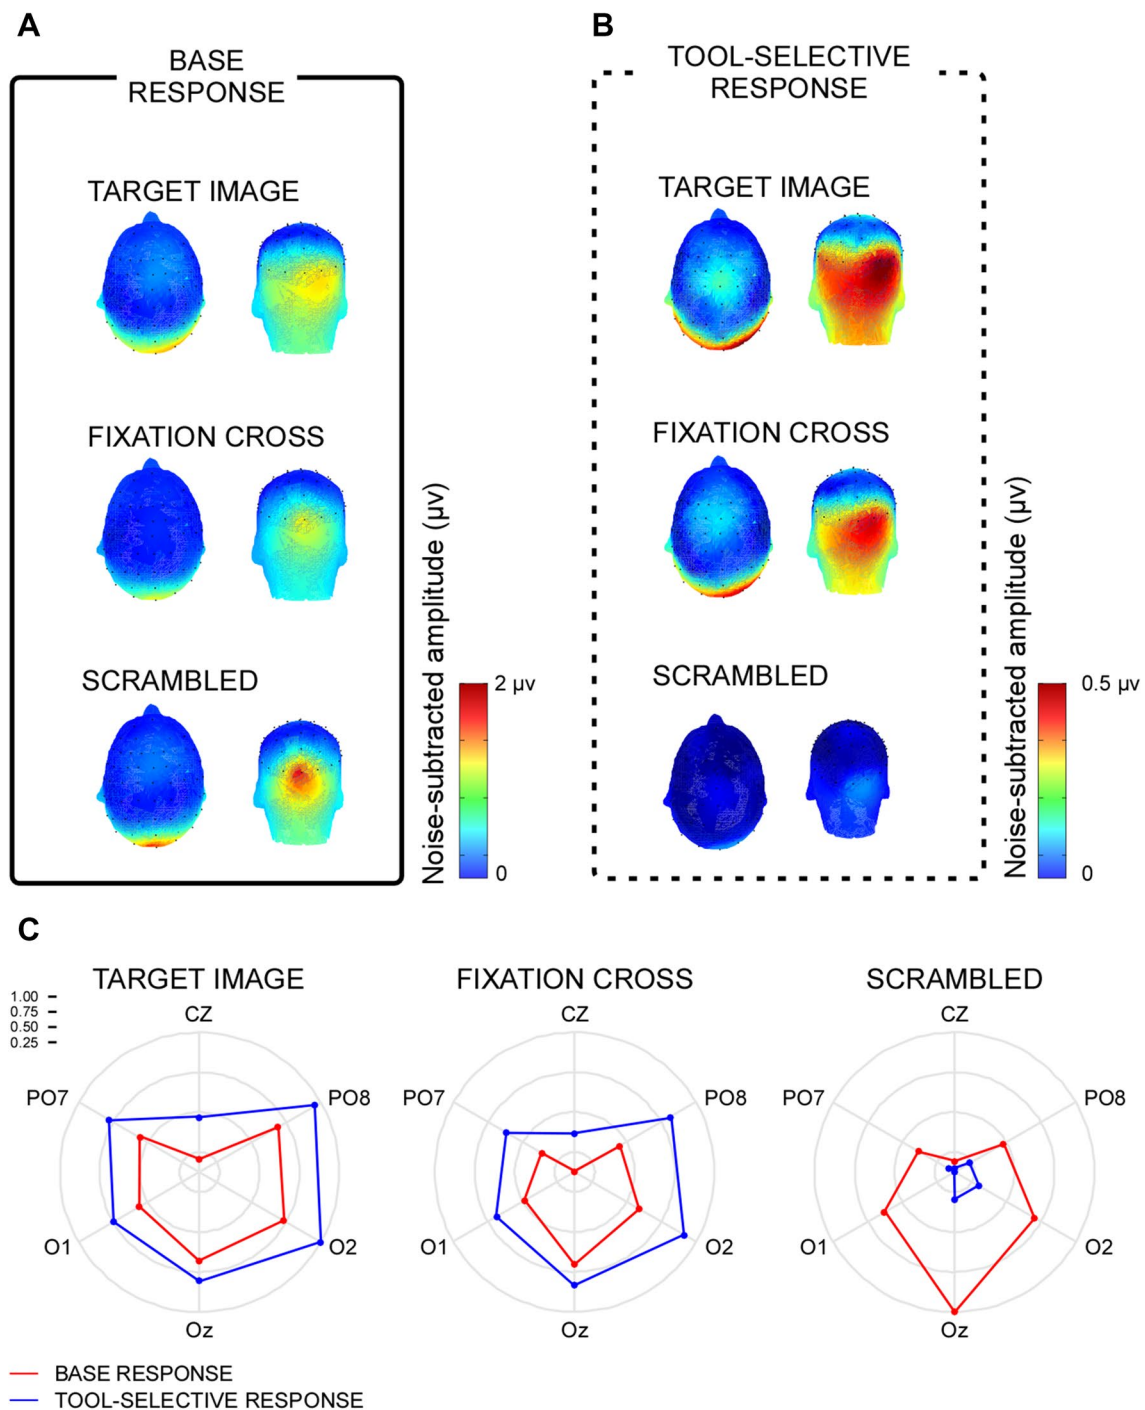 A
BASE
RESPONSE
TARGET IMAGE
FIXATION CROSS
SCRAMBLED
Noise-subtracted amplitude (µv)
2 µv
0
B
TOOL-SELECTIVE
RESPONSE
TARGET IMAGE
FIXATION CROSS
SCRAMBLED
Noise-subtracted amplitude (µv)
0.5 µv
0
C
1.00
0.75
0.50
0.25
TARGET IMAGE
CZ
PO7
PO8
O1
O2
Oz
FIXATION CROSS
CZ
PO7
PO8
O1
O2
Oz
SCRAMBLED
CZ
PO7
PO8
O1
O2
Oz
BASE RESPONSE
TOOL-SELECTIVE RESPONSE